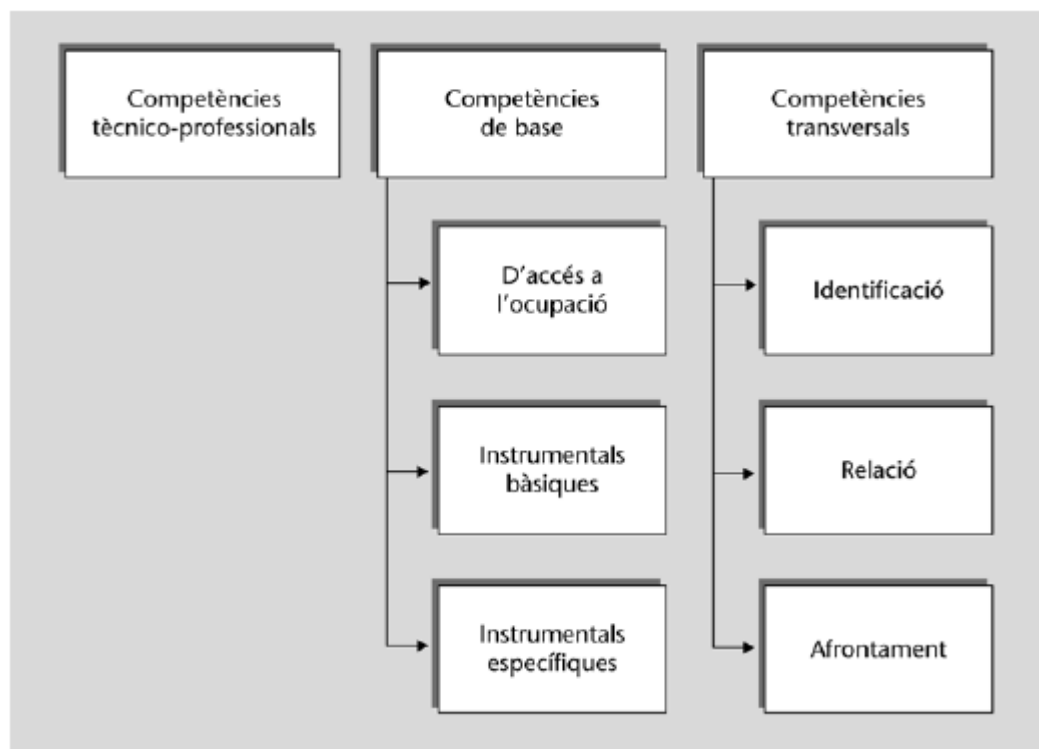 Competències
tècnico-professionals
Competències
de base
Competències
transversals
D'accés a
l'ocupació
Identificació
Instrumentals
bàsiques
Relació
Instrumentals
específiques
Afrontament